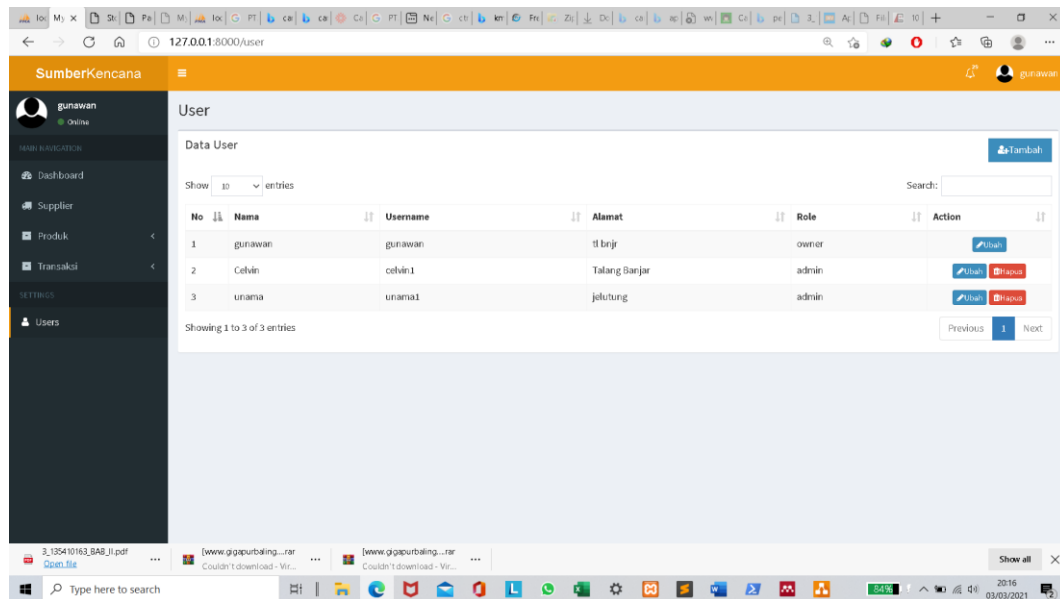 127.0.0.1:8000/user
SumberKencana
gunawan
gunawan
Online
User
MAIN NAVIGATION
Data User
Tambah
Dashboard
Show 10 entries
Search:
Supplier
No Nama Username Alamat Role Action
Produk
1 gunawan gunawan tl bnjr owner Ubah
Transaksi
2 Celvin celvin1 Talang Banjar admin Ubah Hapus
SETTINGS
3 unama unama1 jelutung admin Ubah Hapus
Users
Showing 1 to 3 of 3 entries
Previous 1 Next
3_135410163_BAB_II.pdf
Open file
[www.gigapurbaling....rar
Couldn't download - Vir...
[www.gigapurbaling....rar
Couldn't download - Vir...
Show all
Type here to search
84%
20:16
03/03/2021